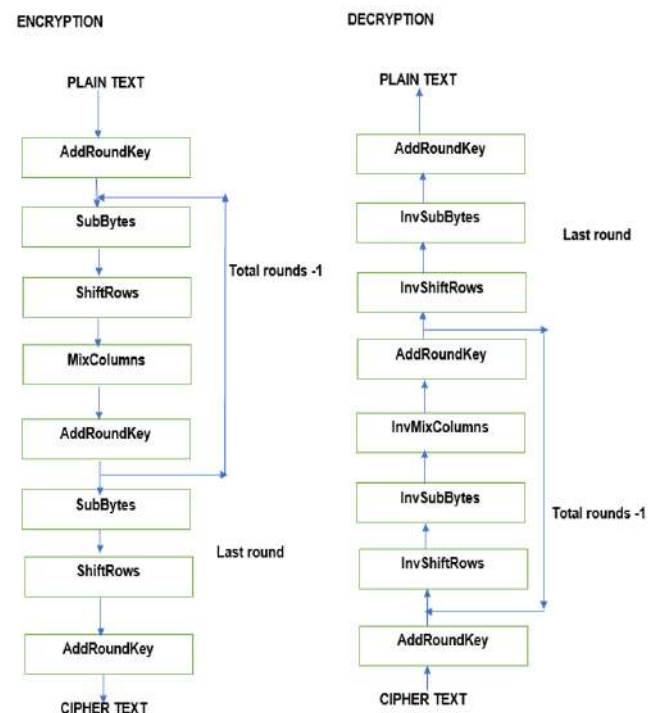 ENCRYPTION
PLAIN TEXT
AddRoundKey
SubBytes
Total rounds -1
ShiftRows
MixColumns
AddRoundKey
SubBytes
Last round
ShiftRows
AddRoundKey
CIPHER TEXT
DECRYPTION
PLAIN TEXT
AddRoundKey
InvSubBytes
Last round
InvShiftRows
AddRoundKey
InvMixColumns
InvSubBytes
Total rounds -1
InvShiftRows
AddRoundKey
CIPHER TEXT